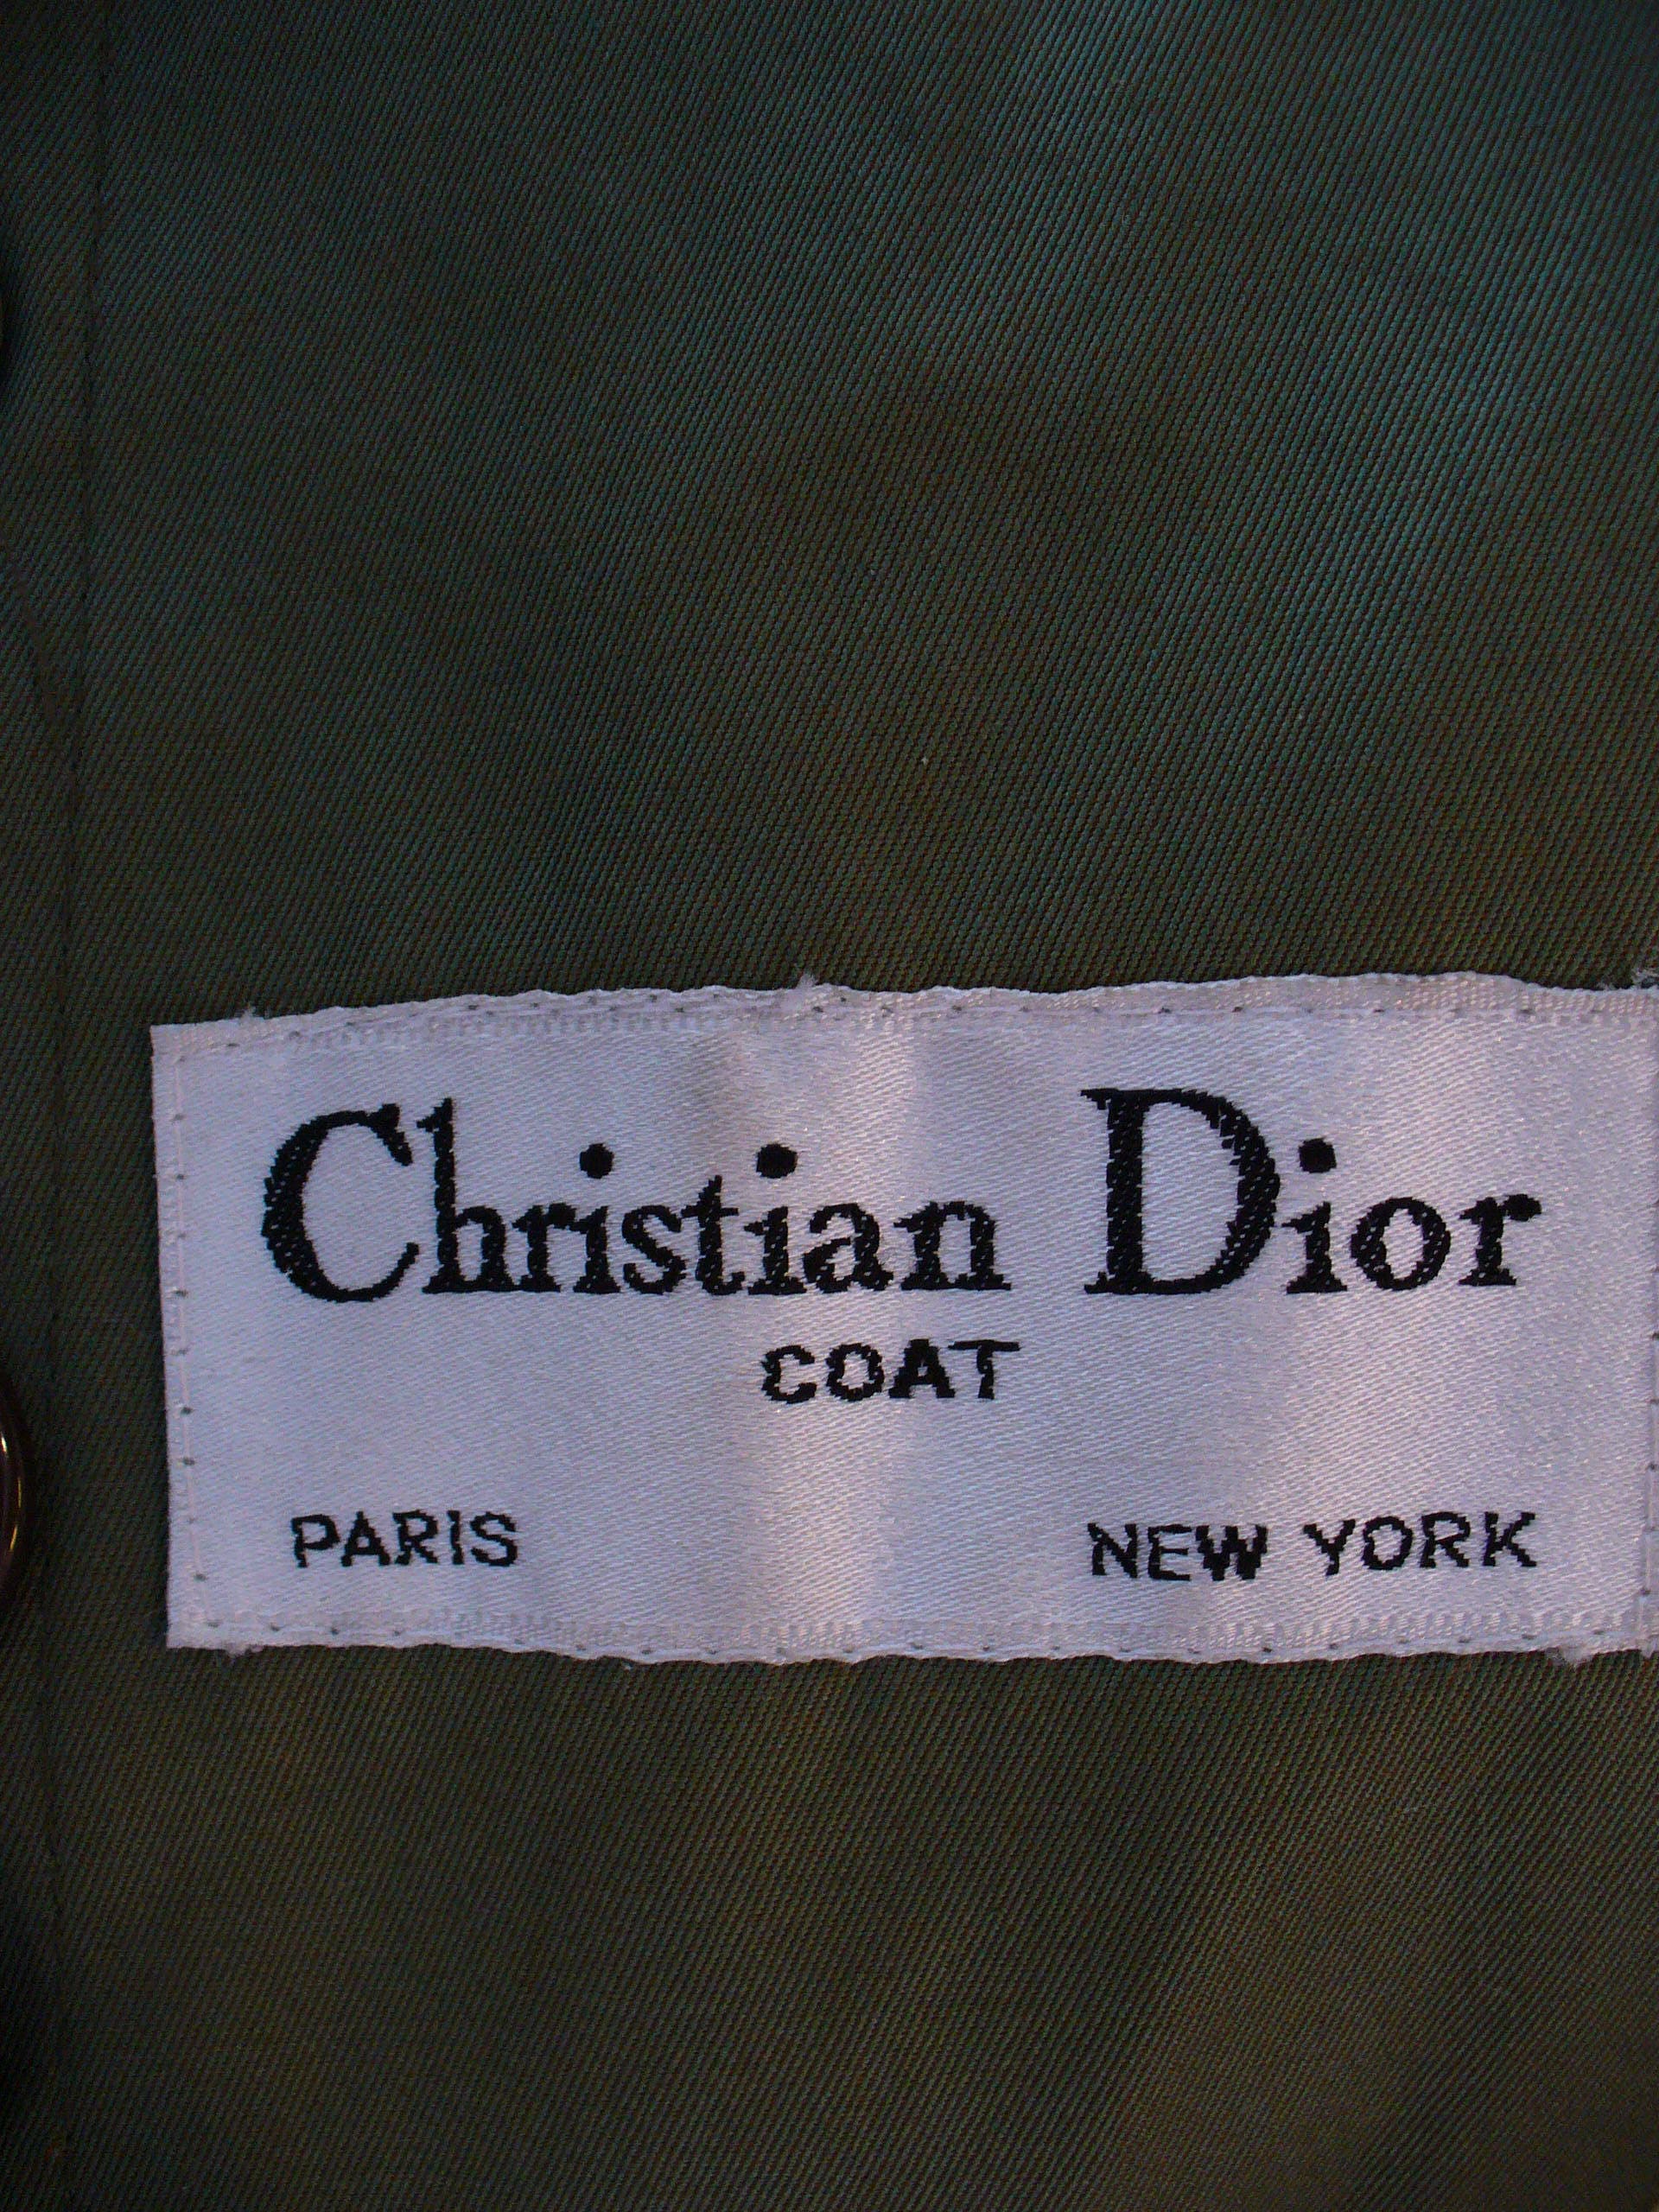 Christian Dior
COAT
PARIS NEW YORK